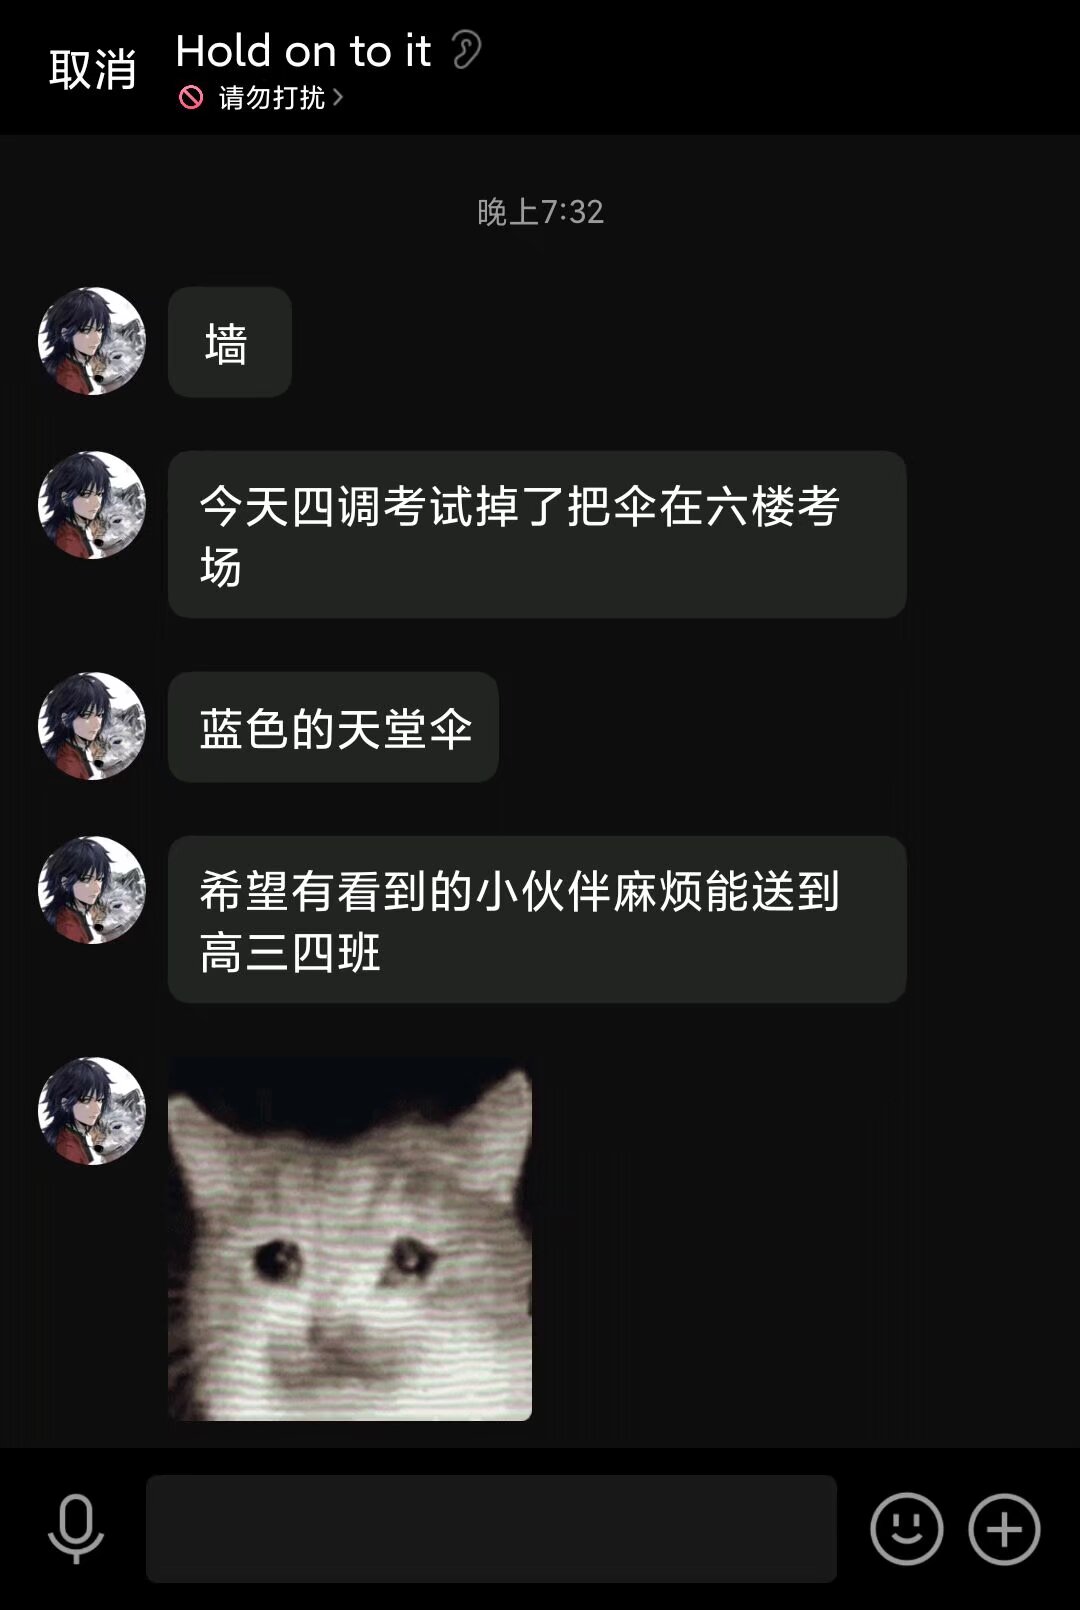 取消
Hold on to it
请勿打扰
晚上7:32
墙
今天四调考试掉了把伞在六楼考
场
蓝色的天堂伞
希望有看到的小伙伴麻烦能送到
高三四班